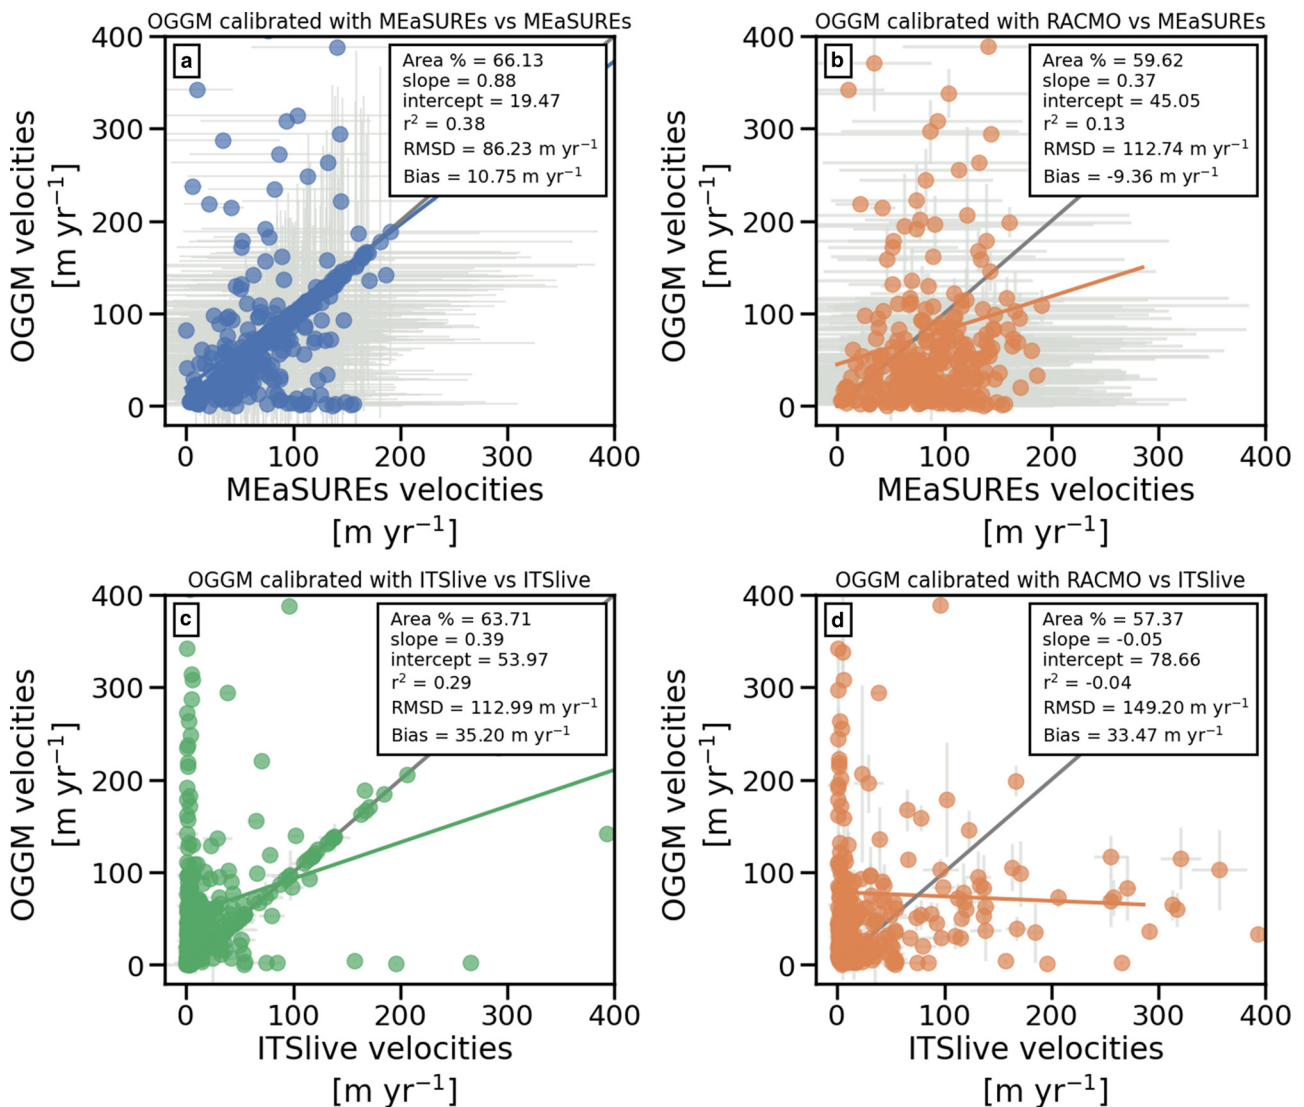 OGGM calibrated with MEaSUREs vs MEaSUREs
a
Area % = 66.13
slope = 0.88
intercept = 19.47
r² = 0.38
RMSD = 86.23 m yr⁻¹
Bias = 10.75 m yr⁻¹
400
300
200
100
0
OGGM velocities
[m yr⁻¹]
0 100 200 300 400
MEaSUREs velocities
[m yr⁻¹]
OGGM calibrated with RACMO vs MEaSUREs
b
Area % = 59.62
slope = 0.37
intercept = 45.05
r² = 0.13
RMSD = 112.74 m yr⁻¹
Bias = -9.36 m yr⁻¹
400
300
200
100
0
OGGM velocities
[m yr⁻¹]
0 100 200 300 400
MEaSUREs velocities
[m yr⁻¹]
OGGM calibrated with ITSlive vs ITSlive
c
Area % = 63.71
slope = 0.39
intercept = 53.97
r² = 0.29
RMSD = 112.99 m yr⁻¹
Bias = 35.20 m yr⁻¹
400
300
200
100
0
OGGM velocities
[m yr⁻¹]
0 100 200 300 400
ITSlive velocities
[m yr⁻¹]
OGGM calibrated with RACMO vs ITSlive
d
Area % = 57.37
slope = -0.05
intercept = 78.66
r² = -0.04
RMSD = 149.20 m yr⁻¹
Bias = 33.47 m yr⁻¹
400
300
200
100
0
OGGM velocities
[m yr⁻¹]
0 100 200 300 400
ITSlive velocities
[m yr⁻¹]